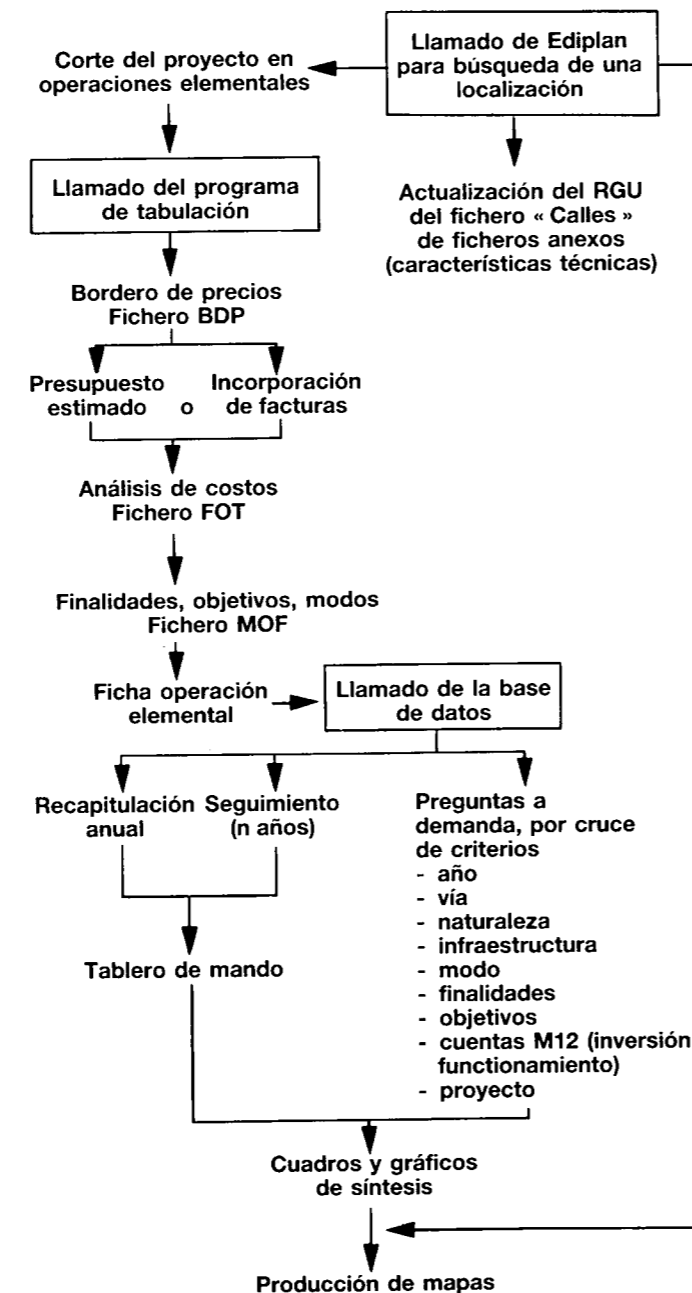 Llamado de Ediplan
para búsqueda de una
localización
Corte del proyecto en
operaciones elementales
Actualización del RGU
del fichero « Calles »
de ficheros anexos
(características técnicas)
Llamado del programa
de tabulación
Bordero de precios
Fichero BDP
Presupuesto
estimado o
Incorporación
de facturas
Análisis de costos
Fichero FOT
Finalidades, objetivos, modos
Fichero MOF
Ficha operación
elemental
Llamado de la base
de datos
Recapitulación
anual
Seguimiento
(n años)
Preguntas a
demanda, por cruce
de criterios
- año
- vía
- naturaleza
- infraestructura
- modo
- finalidades
- objetivos
- cuentas M12 (inversión
functionamiento)
- proyecto
Tablero de mando
Cuadros y gráficos
de síntesis
Producción de mapas